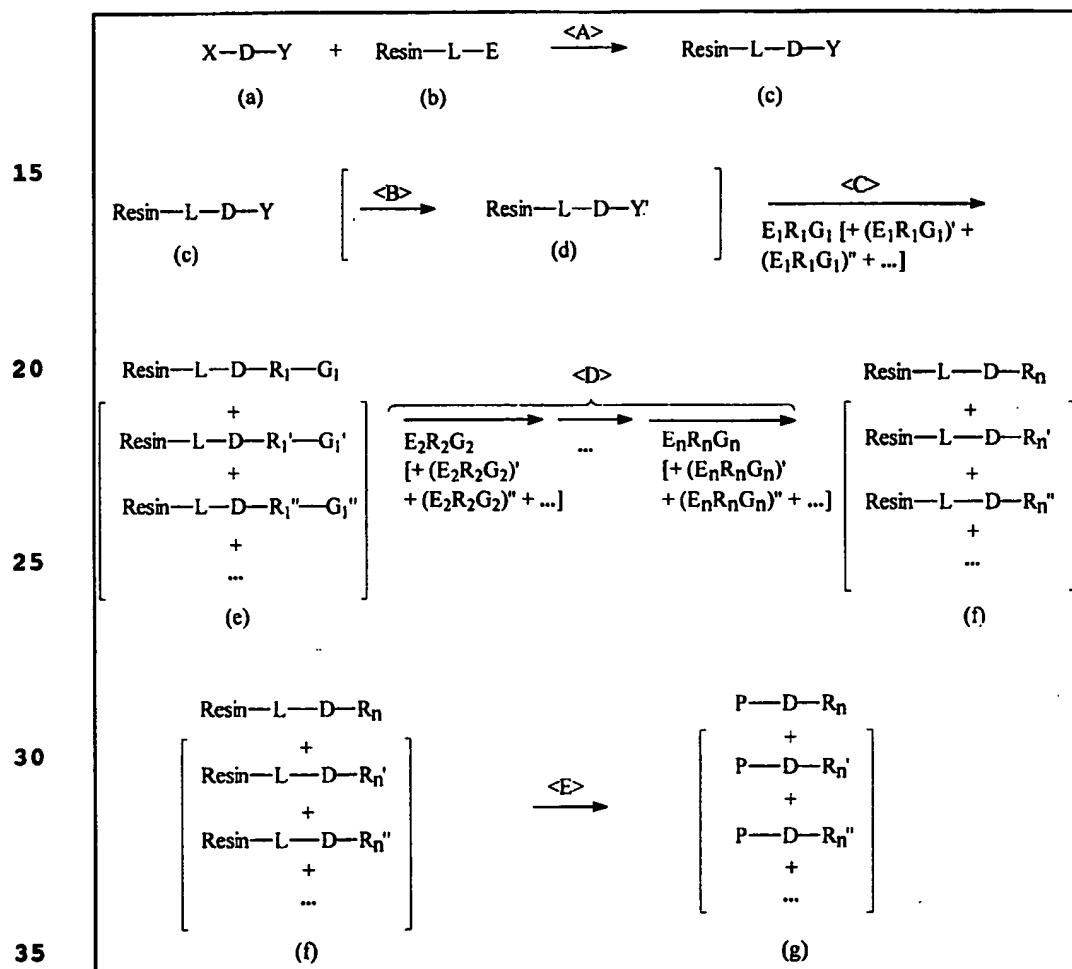 X—D—Y + Resin—L—E <A> Resin—L—D—Y
(a) (b) (c)
15
Resin—L—D—Y <B> Resin—L—D—Y' <C>
(c) (d) E₁R₁G₁ [+ (E₁R₁G₁)' +
(E₁R₁G₁)" + ...]
20
Resin—L—D—R₁—G₁ <D> Resin—L—D—Rₙ
+ +
Resin—L—D—R₁'—G₁' E₂R₂G₂ ... EₙRₙGₙ Resin—L—D—Rₙ'
+ [+ (E₂R₂G₂)' [+ (EₙRₙGₙ)' +
Resin—L—D—R₁"—G₁" + (E₂R₂G₂)" + ...] + (EₙRₙGₙ)" + ...] Resin—L—D—Rₙ"
+ +
25
... ...
(e) (f)
Resin—L—D—Rₙ P—D—Rₙ
30
+ +
Resin—L—D—Rₙ' <E> P—D—Rₙ'
+ +
Resin—L—D—Rₙ" P—D—Rₙ"
+ +
... ...
35
(f) (g)